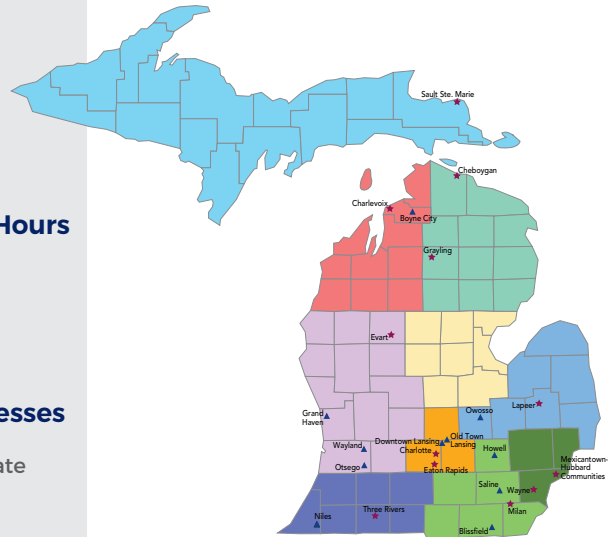 Hours
esses
ate
Sault Ste. Marie
Cheboygan
Charlevoix
Boyne City
Grayling
Evart
Grand
Haven
Owosso
Lapeer
Wayland
Downtown Lansing
Old Town
Lansing
Charlotte
Howell
Otsego
Eaton Rapids
Mexicantown-
Hubbard
Communities
Saline
Wayne
Niles
Three Rivers
Milan
Blissfield